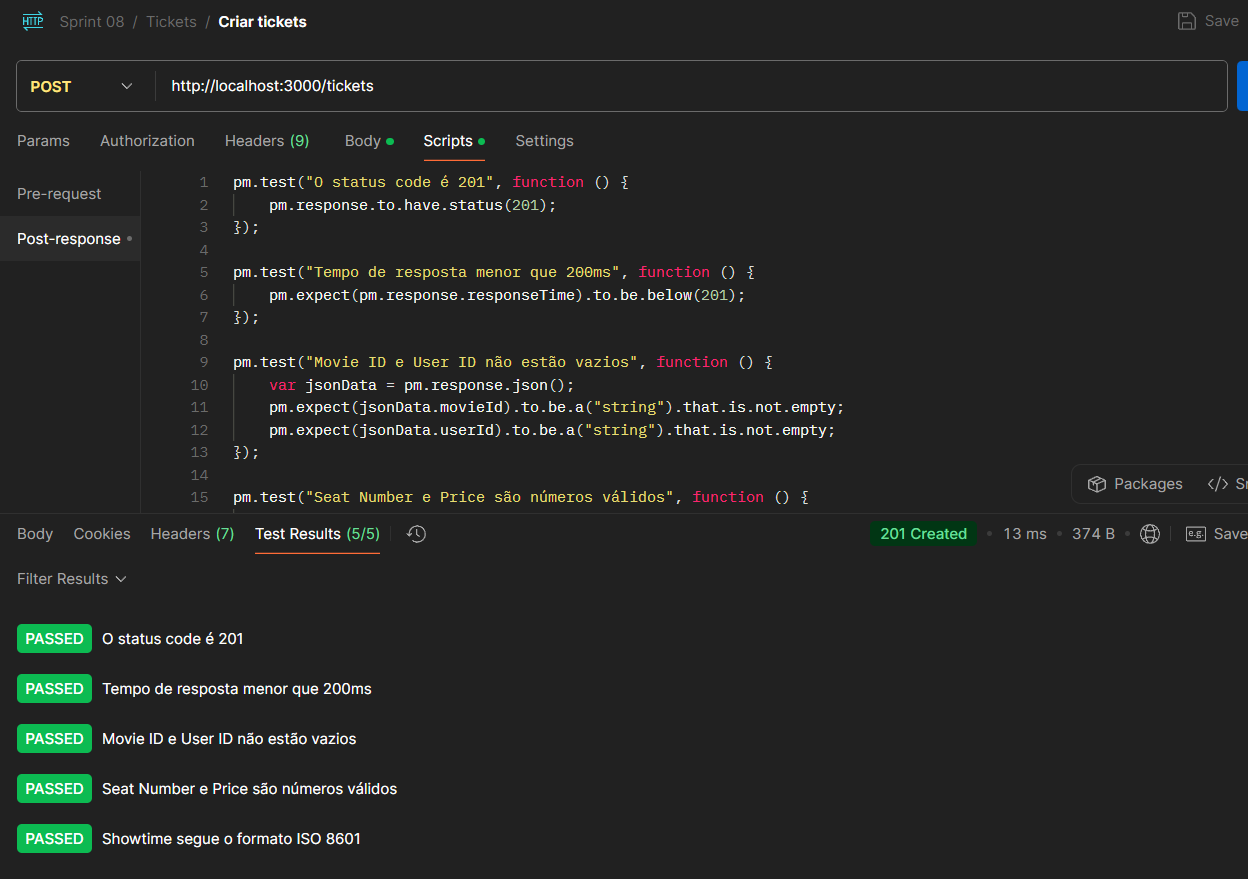 HTTP Sprint 08 / Tickets / Criar tickets Save
POST http://localhost:3000/tickets
Params Authorization Headers (9) Body Scripts Settings
Pre-request
Post-response
1 pm.test("O status code é 201", function () {
2 pm.response.to.have.status(201);
3 });
4
5 pm.test("Tempo de resposta menor que 200ms", function () {
6 pm.expect(pm.response.responseTime).to.be.below(201);
7 });
8
9 pm.test("Movie ID e User ID não estão vazios", function () {
10 var jsonData = pm.response.json();
11 pm.expect(jsonData.movieId).to.be.a("string").that.is.not.empty;
12 pm.expect(jsonData.userId).to.be.a("string").that.is.not.empty;
13 });
14
15 pm.test("Seat Number e Price são números válidos", function () {
Packages </> Sn
Body Cookies Headers (7) Test Results (5/5) 201 Created • 13 ms • 374 B • e.g. Save
Filter Results
PASSED O status code é 201
PASSED Tempo de resposta menor que 200ms
PASSED Movie ID e User ID não estão vazios
PASSED Seat Number e Price são números válidos
PASSED Showtime segue o formato ISO 8601